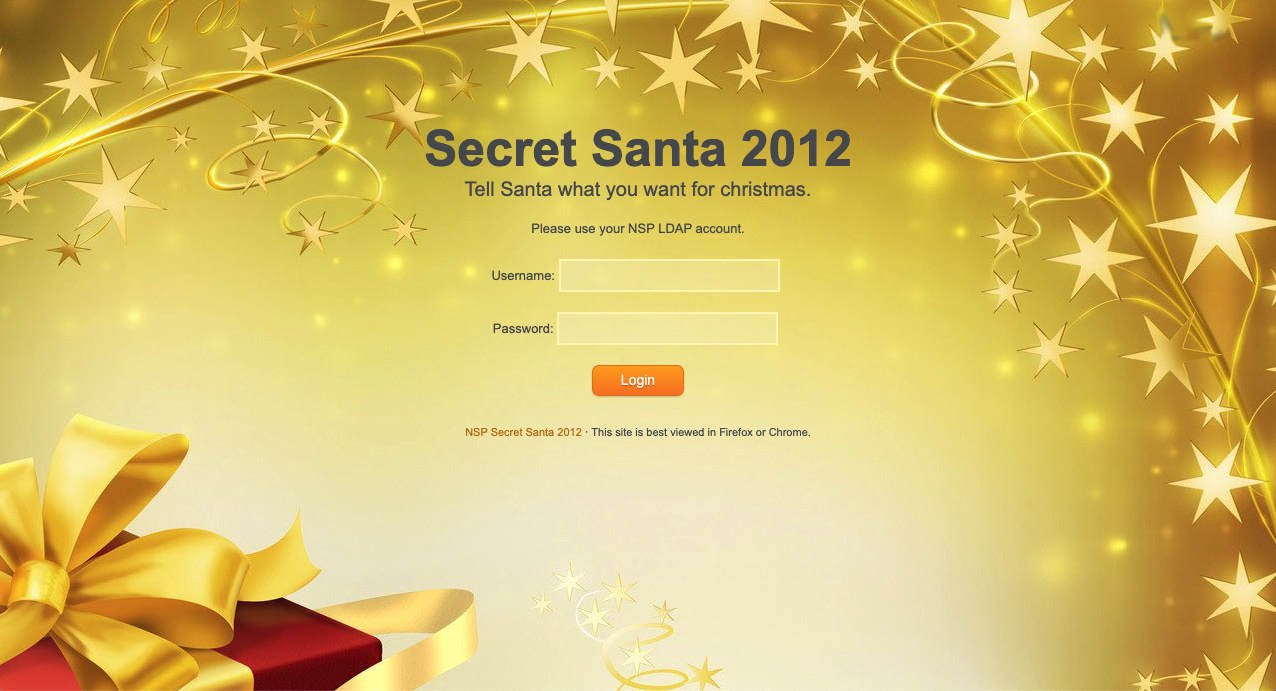 Secret Santa 2012
Tell Santa what you want for christmas.
Please use your NSP LDAP account.
Username:
Password:
Login
NSP Secret Santa 2012 · This site is best viewed in Firefox or Chrome.